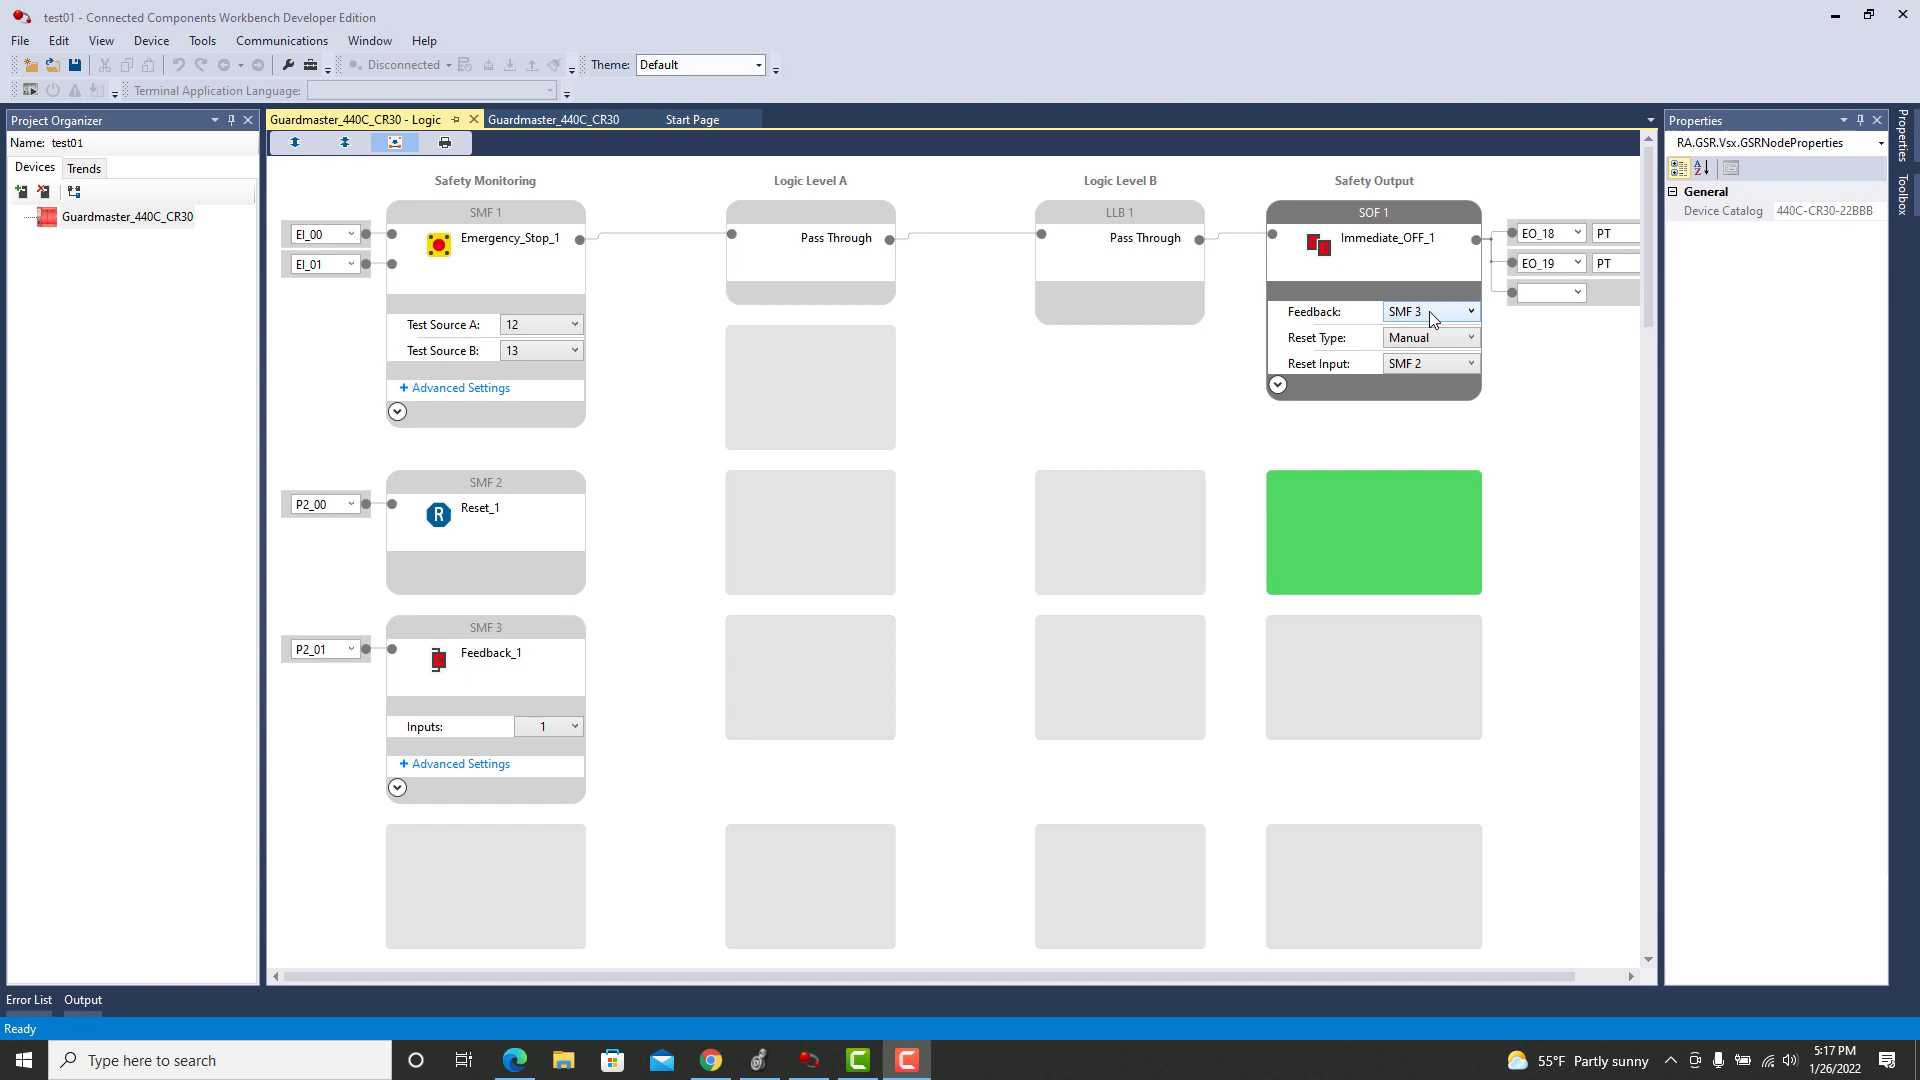 test01 - Connected Components Workbench Developer Edition
File Edit View Device Tools Communications Window Help
Disconnected Theme: Default
Terminal Application Language:
Project Organizer
Name: test01
Devices Trends
Guardmaster_440C_CR30
Guardmaster_440C_CR30 - Logic Guardmaster_440C_CR30 Start Page
Safety Monitoring Logic Level A Logic Level B Safety Output
SMF 1
EI_00
EI_01
Emergency_Stop_1
Test Source A: 12
Test Source B: 13
+ Advanced Settings
Pass Through
LLB 1
Pass Through
SOF 1
Immediate_OFF_1
EO_18 PT
EO_19 PT
Feedback: SMF 3
Reset Type: Manual
Reset Input: SMF 2
SMF 2
P2_00
R
Reset_1
SMF 3
P2_01
Feedback_1
Inputs: 1
+ Advanced Settings
Properties
RA.GSR.Vsx.GSRNodeProperties
General
Device Catalog 440C-CR30-22BBB
Properties
Toolbox
Error List Output
Ready
Type here to search
55°F Partly sunny
5:17 PM
1/26/2022